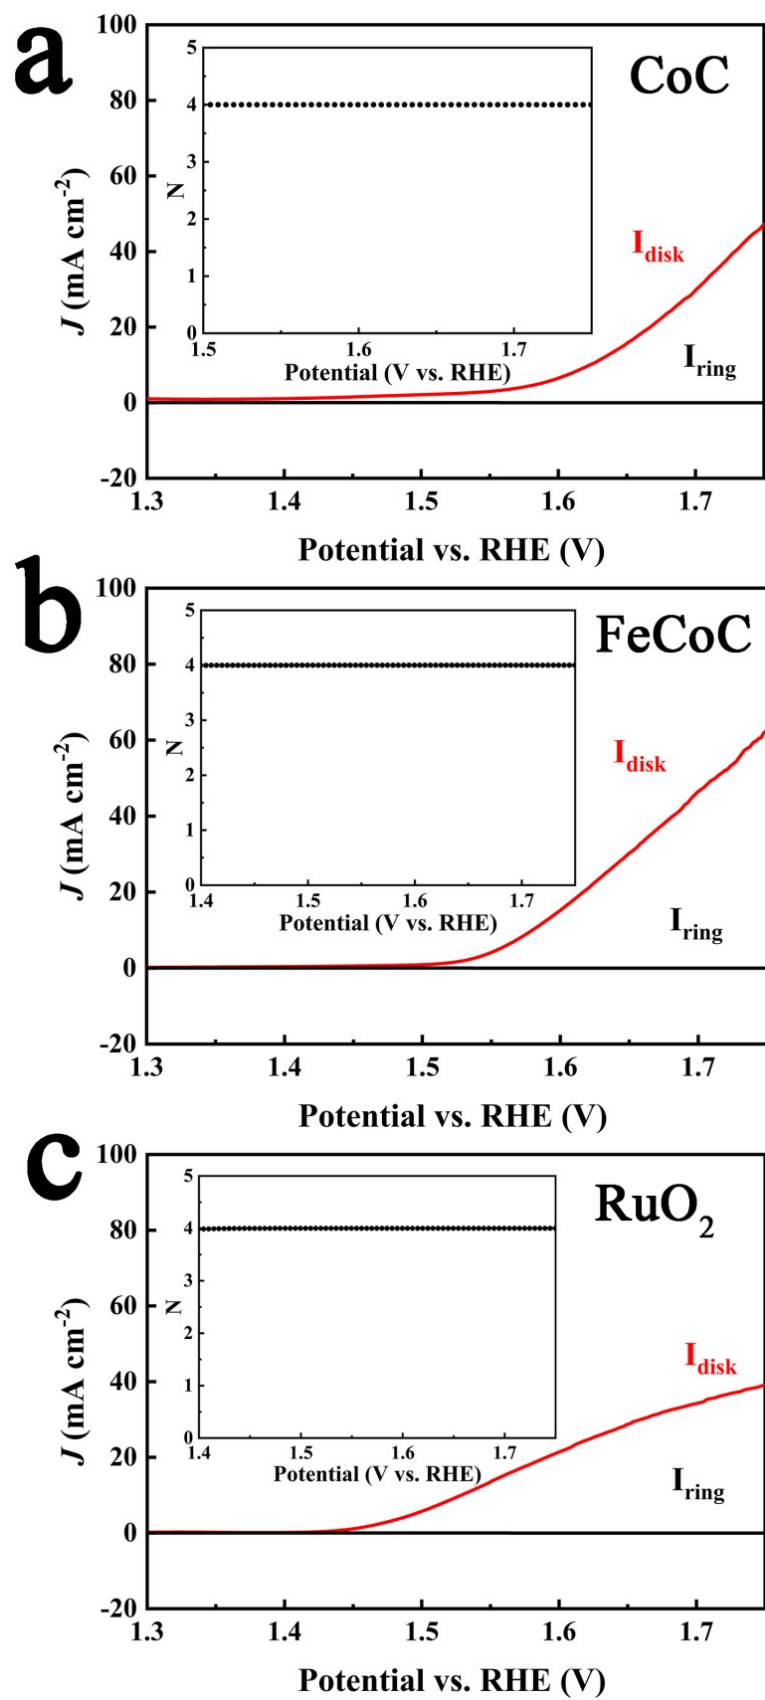 a
CoC
100
80
60
40
20
0
-20
J (mA cm⁻²)
1.3
1.4
1.5
1.6
1.7
Potential vs. RHE (V)
I_disk
I_ring
5
4
3
2
1
0
N
1.5
1.6
1.7
Potential (V vs. RHE)
b
FeCoC
100
80
60
40
20
0
-20
J (mA cm⁻²)
1.3
1.4
1.5
1.6
1.7
Potential vs. RHE (V)
I_disk
I_ring
5
4
3
2
1
0
N
1.4
1.5
1.6
1.7
Potential (V vs. RHE)
c
RuO₂
100
80
60
40
20
0
-20
J (mA cm⁻²)
1.3
1.4
1.5
1.6
1.7
Potential vs. RHE (V)
I_disk
I_ring
5
4
3
2
1
0
N
1.4
1.5
1.6
1.7
Potential (V vs. RHE)